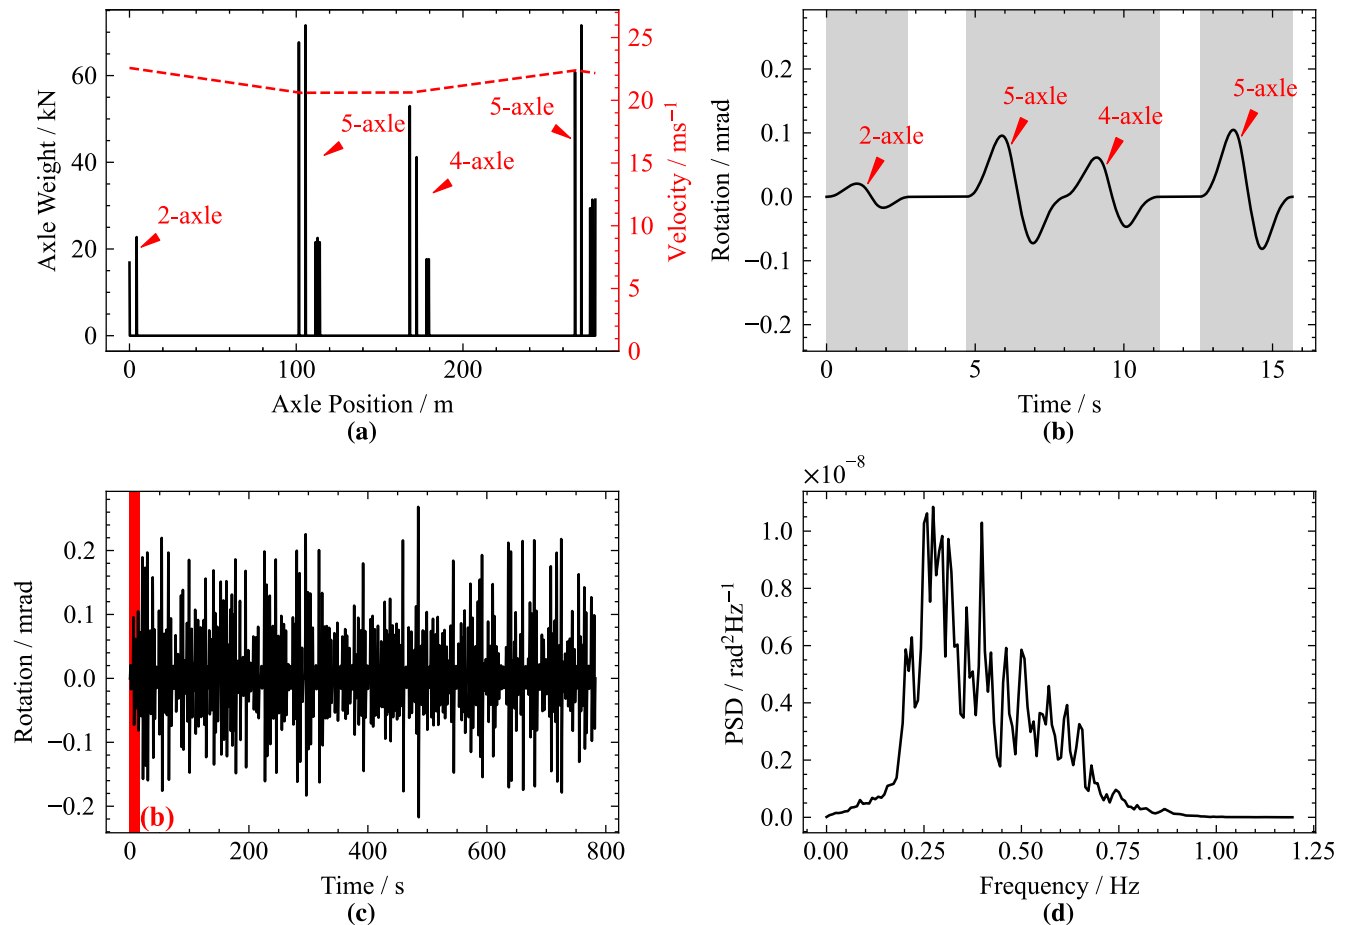 60
40
20
0
Axle Weight / kN
0
100
200
Axle Position / m
25
20
15
10
5
0
Velocity / ms⁻¹
2-axle
5-axle
4-axle
5-axle
(a)
0.2
0.1
0.0
−0.1
−0.2
Rotation / mrad
2-axle
5-axle
4-axle
5-axle
0
5
10
15
Time / s
(b)
0.2
0.1
0.0
−0.1
−0.2
Rotation / mrad
(b)
0
200
400
600
800
Time / s
(c)
×10⁻⁸
1.0
0.8
0.6
0.4
0.2
0.0
PSD / rad²Hz⁻¹
0.00
0.25
0.50
0.75
1.00
1.25
Frequency / Hz
(d)